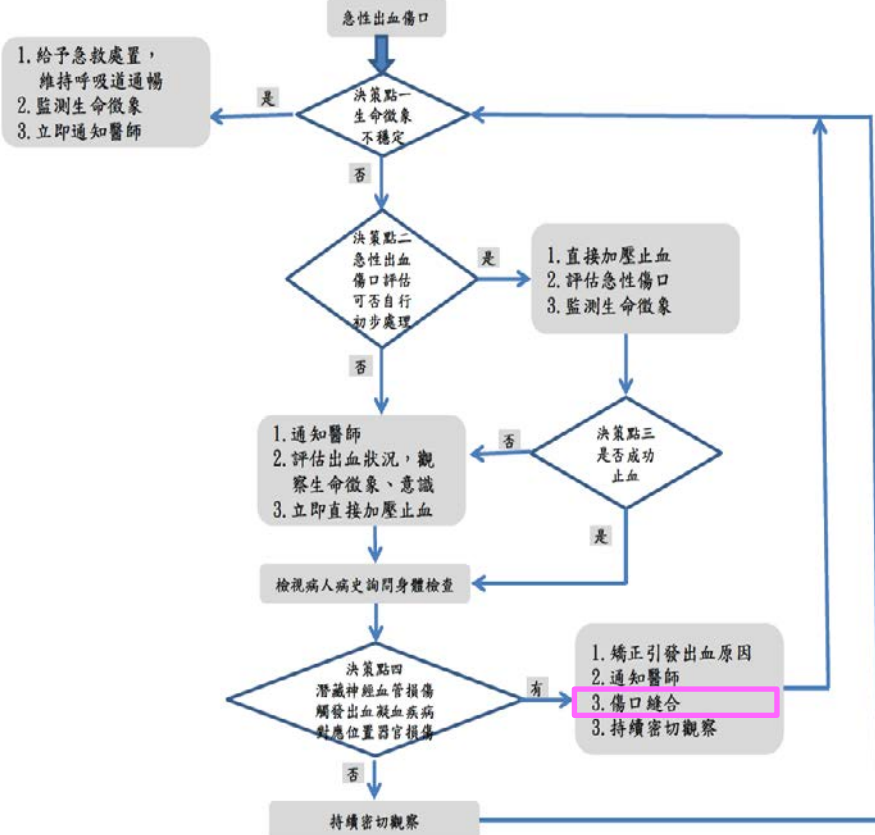 急性出血傷口
1.給予急救處置，
維持呼吸道通暢
2.監測生命徵象
3.立即通知醫師
是
決策點一
生命徵象
不穩定
否
決策點二
急性出血
傷口評估
可否自行
初步處理
是
1.直接加壓止血
2.評估急性傷口
3.監測生命徵象
否
1.通知醫師
2.評估出血狀況，觀
察生命徵象、意識
3.立即直接加壓止血
否
決策點三
是否成功
止血
是
檢視病人病史詢問身體檢查
決策點四
潛藏神經血管損傷
觸發出血凝血疾病
對應位置器官損傷
有
1.矯正引發出血原因
2.通知醫師
3.傷口縫合
3.持續密切觀察
否
持續密切觀察